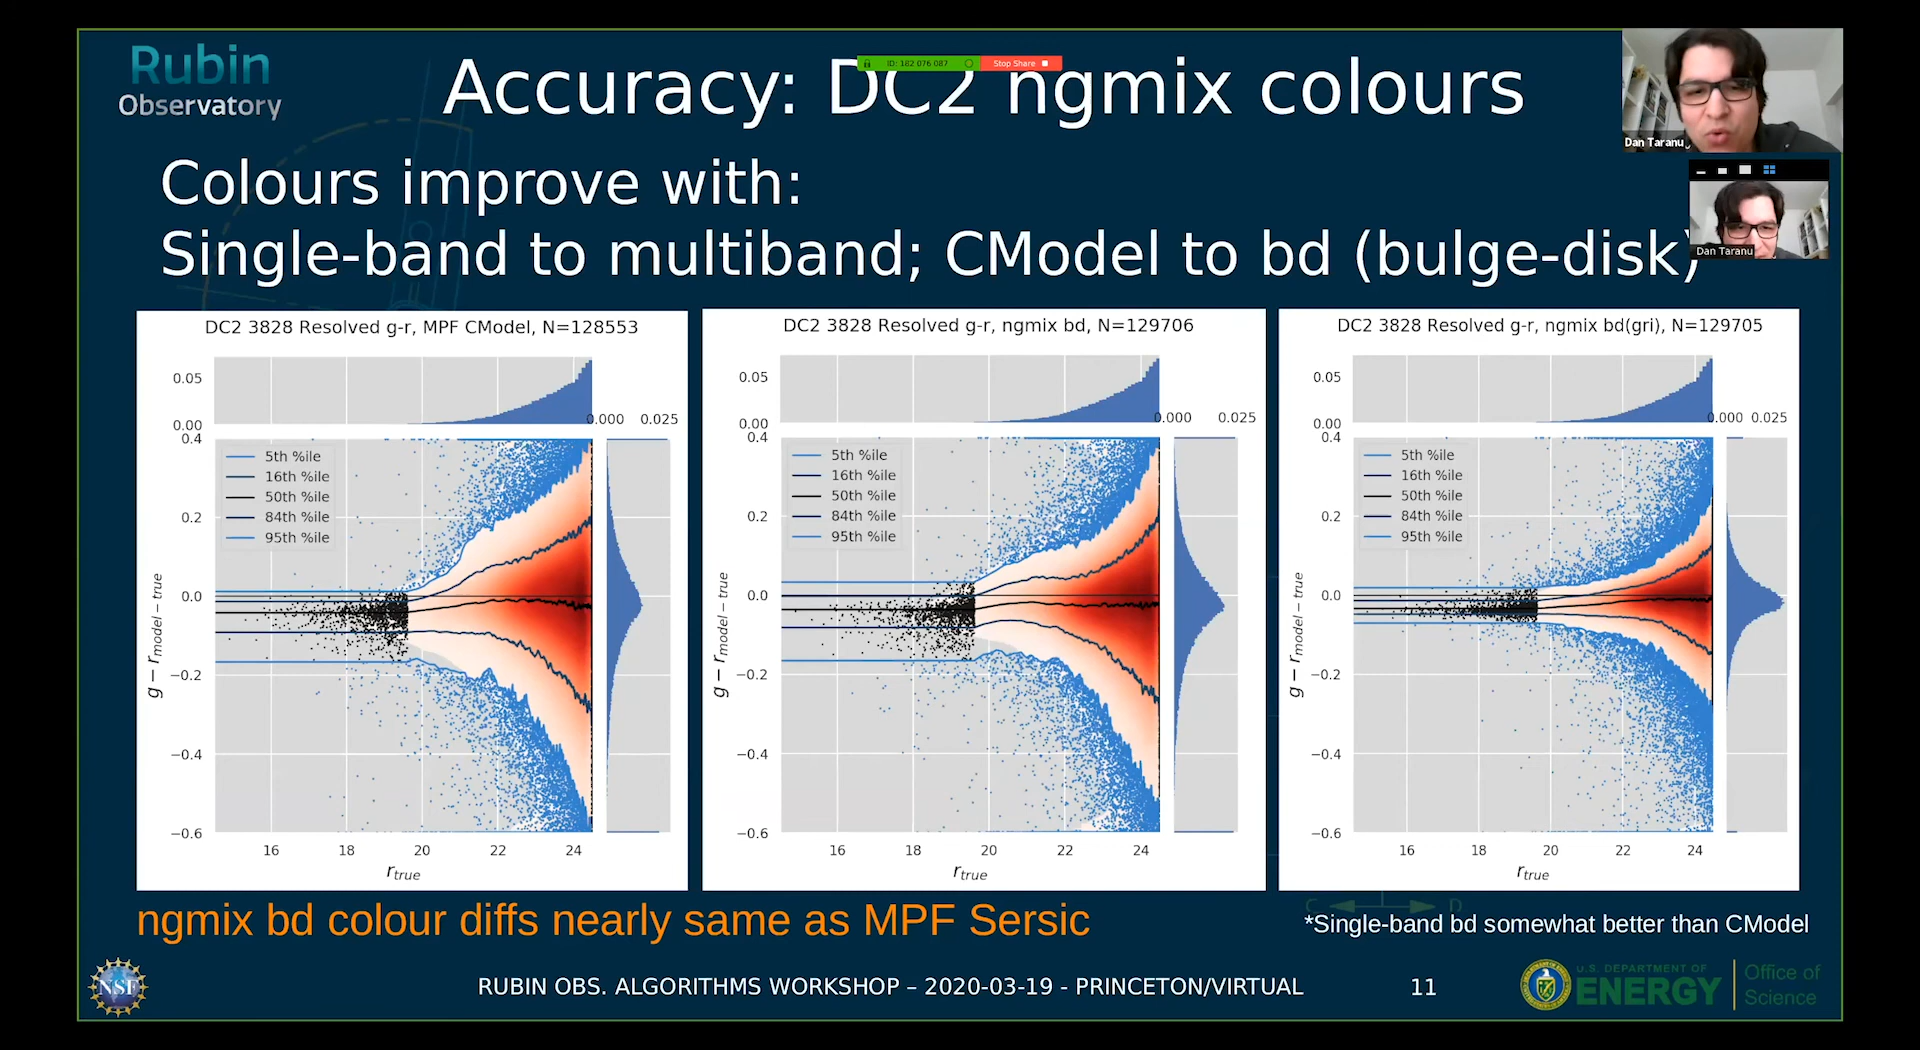 Rubin
Observatory
Accuracy: DC2 ngmix colours
ID: 182 076 087
Stop Share
Dan Taranu
Dan Taranu
Colours improve with:
Single-band to multiband; CModel to bd (bulge-disk)
DC2 3828 Resolved g-r, MPF CModel, N=128553
0.05
0.00
0.000 0.025
0.4
0.2
0.0
−0.2
−0.4
−0.6
5th %ile
16th %ile
50th %ile
84th %ile
95th %ile
g − r model − true
16 18 20 22 24
r true
DC2 3828 Resolved g-r, ngmix bd, N=129706
0.05
0.00
0.000 0.025
0.4
0.2
0.0
−0.2
−0.4
−0.6
5th %ile
16th %ile
50th %ile
84th %ile
95th %ile
g − r model − true
16 18 20 22 24
r true
DC2 3828 Resolved g-r, ngmix bd(gri), N=129705
0.05
0.00
0.000 0.025
0.4
0.2
0.0
−0.2
−0.4
−0.6
5th %ile
16th %ile
50th %ile
84th %ile
95th %ile
g − r model − true
16 18 20 22 24
r true
C D
ngmix bd colour diffs nearly same as MPF Sersic
*Single-band bd somewhat better than CModel
NSF
RUBIN OBS. ALGORITHMS WORKSHOP – 2020-03-19 - PRINCETON/VIRTUAL
11
U.S. DEPARTMENT OF
ENERGY
Office of
Science